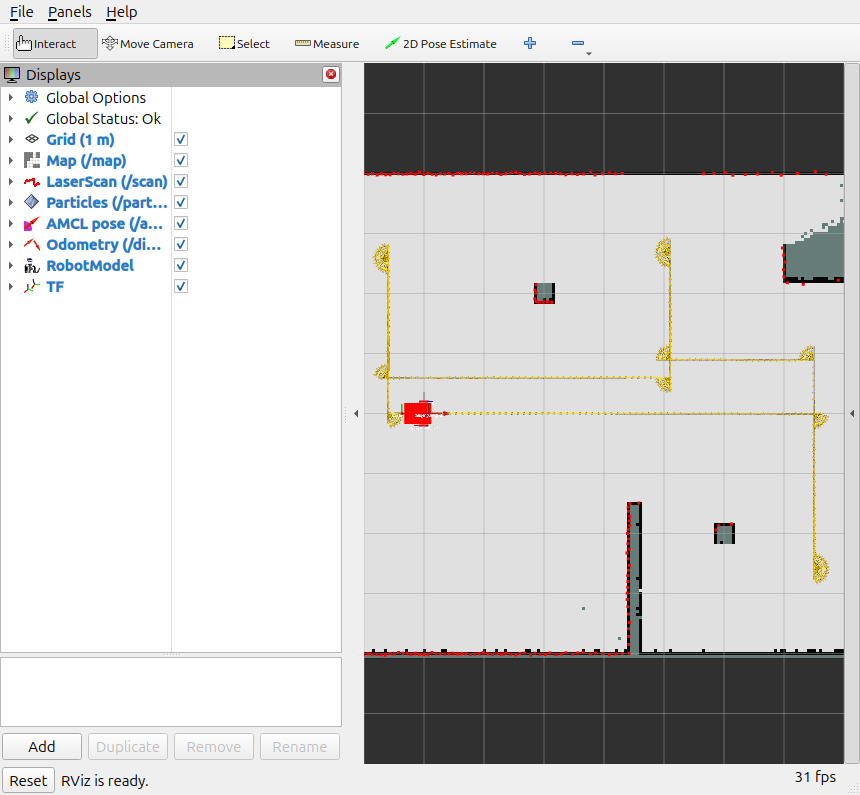 File Panels Help
Interact Move Camera Select Measure 2D Pose Estimate
Displays
Global Options
Global Status: Ok
Grid (1 m)
Map (/map)
LaserScan (/scan)
Particles (/part...
AMCL pose (/a...
Odometry (/di...
RobotModel
TF
Add Duplicate Remove Rename
Reset RViz is ready. 31 fps